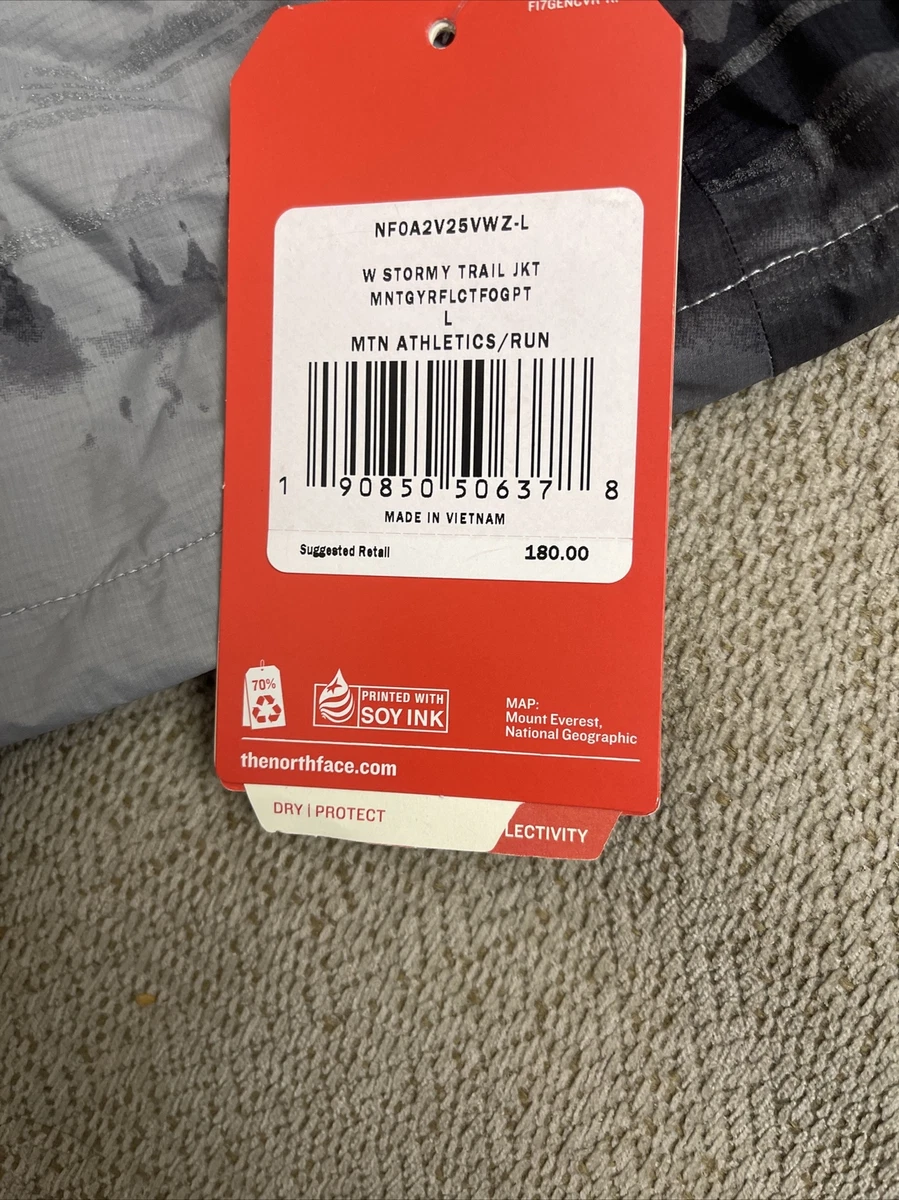 NF0A2V25VWZ-L
W STORMY TRAIL JKT
MNTGYRFLCTFOGPT
L
MTN ATHLETICS/RUN
1 90850 50637 8
MADE IN VIETNAM
Suggested Retail 180.00
70%
PRINTED WITH
SOY INK
MAP:
Mount Everest,
National Geographic
thenorthface.com
DRY | PROTECT
LECTIVITY